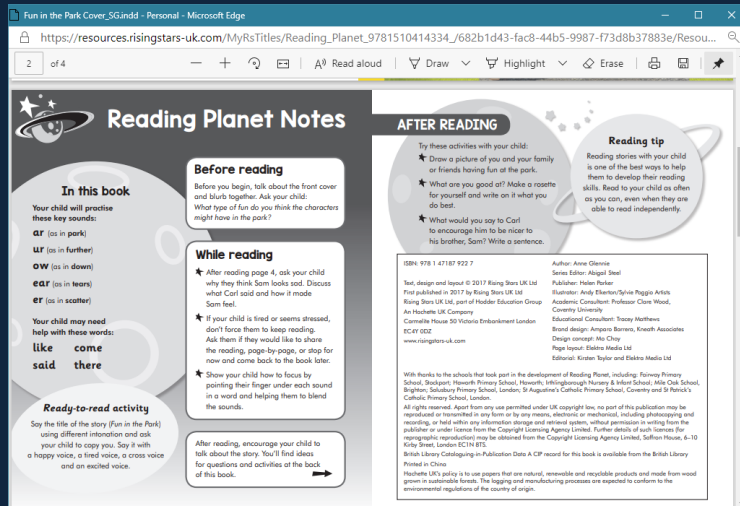 Fun in the Park Cover_SG.indd - Personal - Microsoft Edge
https://resources.risingstars-uk.com/MyRsTitles/Reading_Planet_9781510414334_/682b1d43-fac8-44b5-9987-f73d8b37883e/Resou...
2 of 4
Read aloud
Draw
Highlight
Erase
Reading Planet Notes
In this book
Your child will practise
these key sounds:
ar (as in park)
ur (as in further)
ow (as in down)
ear (as in tears)
er (as in scatter)
Your child may need
help with these words:
like come
said there
Ready-to-read activity
Say the title of the story (Fun in the Park)
using different intonation and ask
your child to copy you. Say it with
a happy voice, a tired voice, a cross voice
and an excited voice.
Before reading
Before you begin, talk about the front cover
and blurb together. Ask your child:
What type of fun do you think the characters
might have in the park?
While reading
After reading page 4, ask your child
why they think Sam looks sad. Discuss
what Carl said and how it made
Sam feel.
If your child is tired or seems stressed,
don't force them to keep reading.
Ask them if they would like to share
the reading, page-by-page, or stop for
now and come back to the book later.
Show your child how to focus by
pointing their finger under each sound
in a word and helping them to blend
the sounds.
After reading, encourage your child to
talk about the story. You'll find ideas
for questions and activities at the back
of this book.
AFTER READING
Try these activities with your child:
Draw a picture of you and your family
or friends having fun at the park.
What are you good at? Make a rosette
for yourself and write on it what you
do best.
What would you say to Carl
to encourage him to be nicer to
his brother, Sam? Write a sentence.
Reading tip
Reading stories with your child
is one of the best ways to help
them to develop their reading
skills. Read to your child as often
as you can, even when they are
able to read independently.
ISBN: 978 1 47187 922 7
Text, design and layout © 2017 Rising Stars UK Ltd
First published in 2017 by Rising Stars UK Ltd
Rising Stars UK Ltd, part of Hodder Education Group
An Hachette UK Company
Carmelite House 50 Victoria Embankment London
EC4Y 0DZ
www.risingstars-uk.com
Author: Anne Glennie
Series Editor: Abigail Steel
Publisher: Helen Parker
Illustrator: Andy Elkerton/Sylvie Poggio Artists
Academic Consultant: Professor Clare Wood,
Coventry University
Educational Consultant: Tracey Matthews
Brand design: Amparo Barrera, Kneath Associates
Design concept: Mo Choy
Page layout: Elektra Media Ltd
Editorial: Kirsten Taylor and Elektra Media Ltd
With thanks to the schools that took part in the development of Reading Planet, including: Fairway Primary
School, Stockport; Haworth Primary School, Haworth; Irthlingborough Nursery & Infant School; Mile Oak School,
Brighton; Salusbury Primary School, London; St Augustine's Catholic Primary School, Coventry and St Patrick's
Catholic Primary School, London.
All rights reserved. Apart from any use permitted under UK copyright law, no part of this publication may be
reproduced or transmitted in any form or by any means, electronic or mechanical, including photocopying and
recording, or held within any information storage and retrieval system, without permission in writing from the
publisher or under licence from the Copyright Licensing Agency Limited. Further details of such licences (for
reprographic reproduction) may be obtained from the Copyright Licensing Agency Limited, Saffron House, 6–10
Kirby Street, London EC1N 8TS.
British Library Cataloguing-in-Publication Data A CIP record for this book is available from the British Library
Printed in China
Hachette UK's policy is to use papers that are natural, renewable and recyclable products and made from wood
grown in sustainable forests. The logging and manufacturing processes are expected to conform to the
environmental regulations of the country of origin.